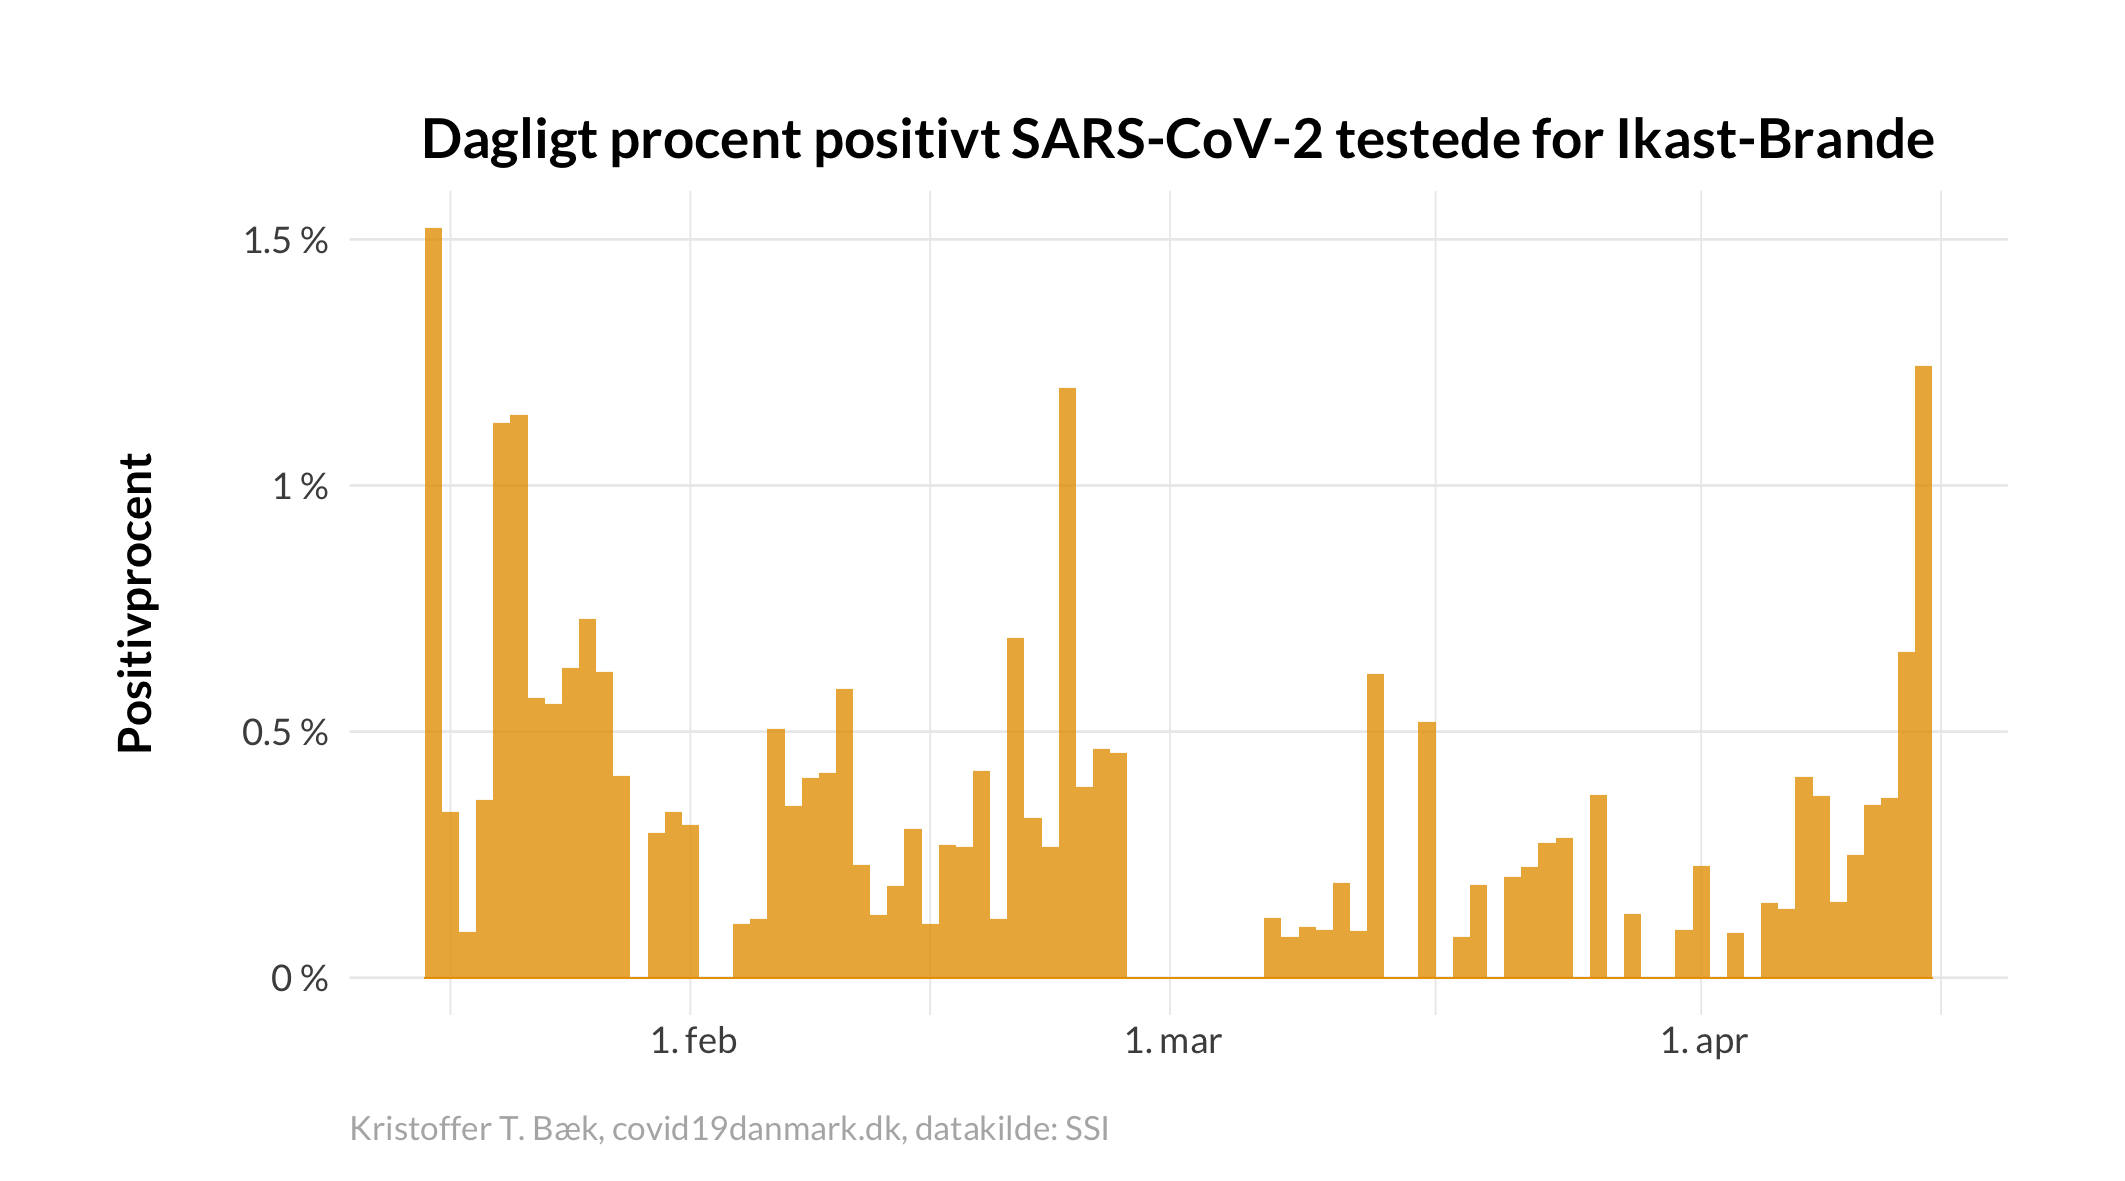 Dagligt procent positivt SARS-CoV-2 testede for Ikast-Brande
Positivprocent
1.5 %
1 %
0.5 %
0 %
1. feb
1. mar
1. apr
Kristoffer T. Bæk, covid19danmark.dk, datakilde: SSI